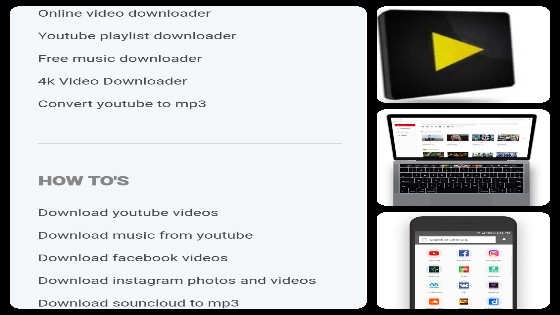 Online video downloader
Youtube playlist downloader
Free music downloader
4k Video Downloader
Convert youtube to mp3
HOW TO'S
Download youtube videos
Download music from youtube
Download facebook videos
Download instagram photos and videos
Download souncloud to mp3